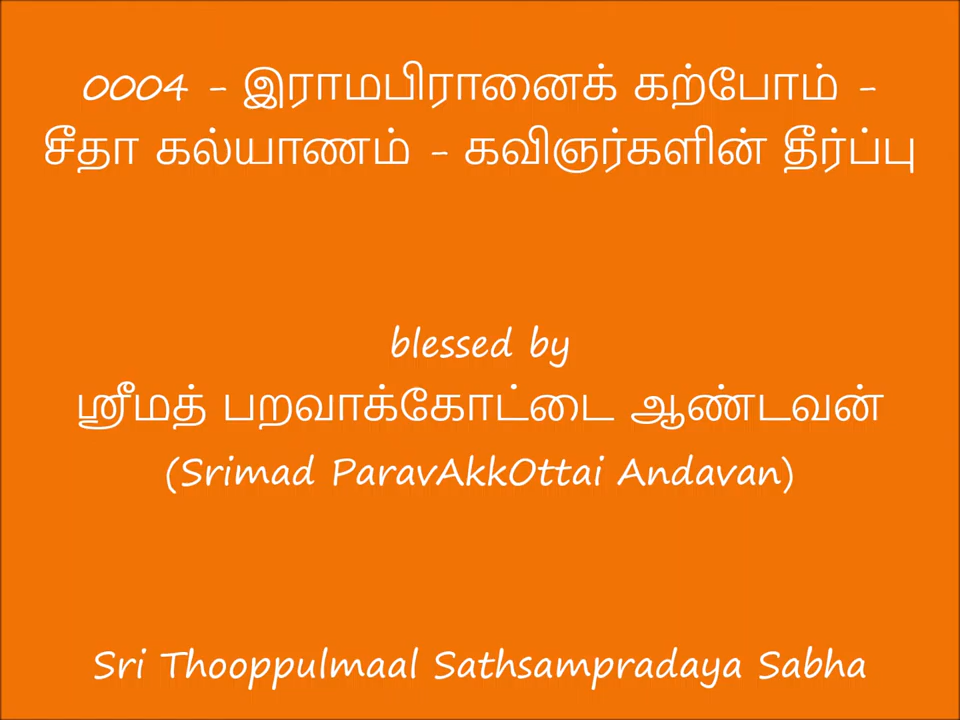 0004 - இராமபிரானைக் கற்போம் -
சீதா கல்யாணம் - கவிஞர்களின் தீர்ப்பு
blessed by
ஸ்ரீமத் பறவாக்கோட்டை ஆண்டவன்
(Srimad ParavAkkOttai Andavan)
Sri Thooppulmaal Sathsampradaya Sabha